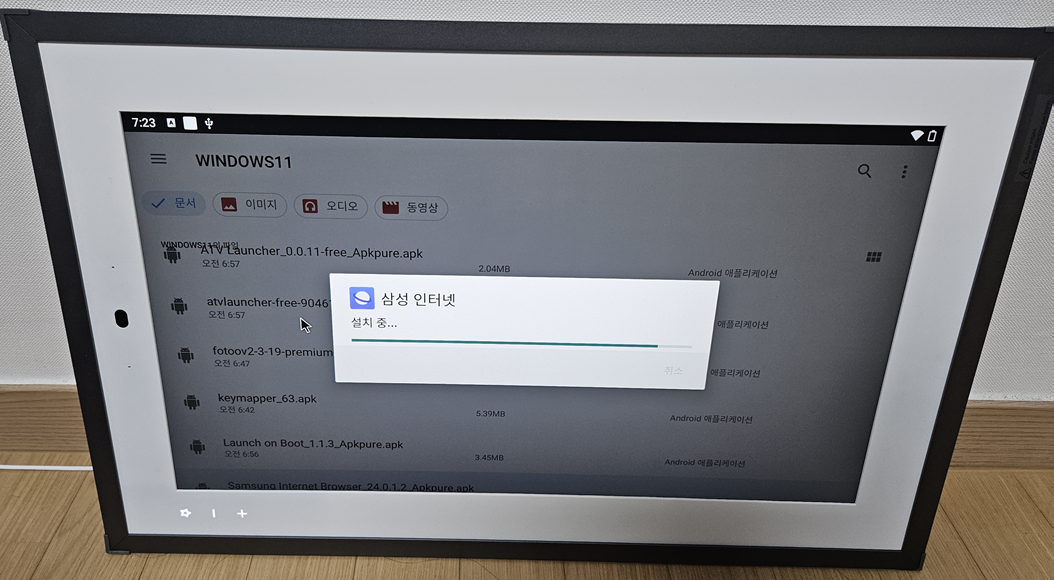 7:23
WINDOWS11
문서
이미지
오디오
동영상
WINDOWS11의 파일
ATV Launcher_0.0.11-free_Apkpure.apk
오전 6:57
2.04MB
Android 애플리케이션
atvlauncher-free-9046
오전 6:57
애플리케이션
fotoov2-3-19-premium
오전 6:47
애플리케이션
keymapper_63.apk
오전 6:42
5.39MB
Android 애플리케이션
Launch on Boot_1.1.3_Apkpure.apk
오전 6:56
3.45MB
Android 애플리케이션
Samsung Internet Browser_24.0.1.2_Apkpure.apk
삼성 인터넷
설치 중...
취소